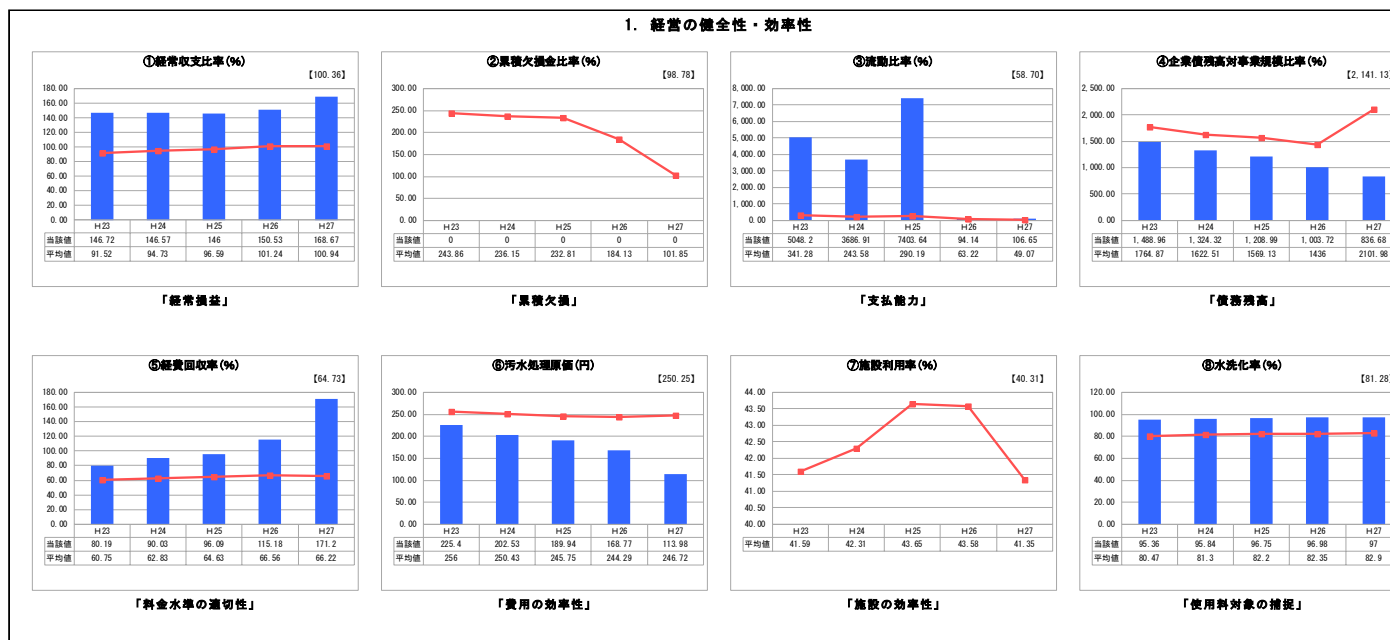 1. 経営の健全性・効率性
①経常収支比率(%)
【100.36】
180.00
160.00
140.00
120.00
100.00
80.00
60.00
40.00
20.00
0.00
H23 H24 H25 H26 H27
当該値 146.72 146.57 146 150.53 168.67
平均値 91.52 94.73 96.59 101.24 100.94
「経常損益」
②累積欠損金比率(%)
【98.78】
300.00
250.00
200.00
150.00
100.00
50.00
0.00
H23 H24 H25 H26 H27
当該値 0 0 0 0 0
平均値 243.86 236.15 232.81 184.13 101.85
「累積欠損」
③流動比率(%)
【58.70】
8,000.00
7,000.00
6,000.00
5,000.00
4,000.00
3,000.00
2,000.00
1,000.00
0.00
H23 H24 H25 H26 H27
当該値 5048.2 3686.91 7403.64 94.14 106.65
平均値 341.28 243.58 290.19 63.22 49.07
「支払能力」
④企業債残高対事業規模比率(%)
【2,141.13】
2,500.00
2,000.00
1,500.00
1,000.00
500.00
0.00
H23 H24 H25 H26 H27
当該値 1,488.96 1,324.32 1,208.99 1,003.72 836.68
平均値 1764.87 1622.51 1569.13 1436 2101.98
「債務残高」
⑤経費回収率(%)
【64.73】
180.00
160.00
140.00
120.00
100.00
80.00
60.00
40.00
20.00
0.00
H23 H24 H25 H26 H27
当該値 80.19 90.03 96.09 115.18 171.2
平均値 60.75 62.83 64.63 66.56 66.22
「料金水準の適切性」
⑥汚水処理原価(円)
【250.25】
300.00
250.00
200.00
150.00
100.00
50.00
0.00
H23 H24 H25 H26 H27
当該値 225.4 202.53 189.94 168.77 113.98
平均値 256 250.43 245.75 244.29 246.72
「費用の効率性」
⑦施設利用率(%)
【40.31】
44.00
43.50
43.00
42.50
42.00
41.50
41.00
40.50
40.00
H23 H24 H25 H26 H27
平均値 41.59 42.31 43.65 43.58 41.35
「施設の効率性」
⑧水洗化率(%)
【81.28】
120.00
100.00
80.00
60.00
40.00
20.00
0.00
H23 H24 H25 H26 H27
当該値 95.36 95.84 96.75 96.98 97
平均値 80.47 81.3 82.2 82.35 82.9
「使用料対象の捕捉」